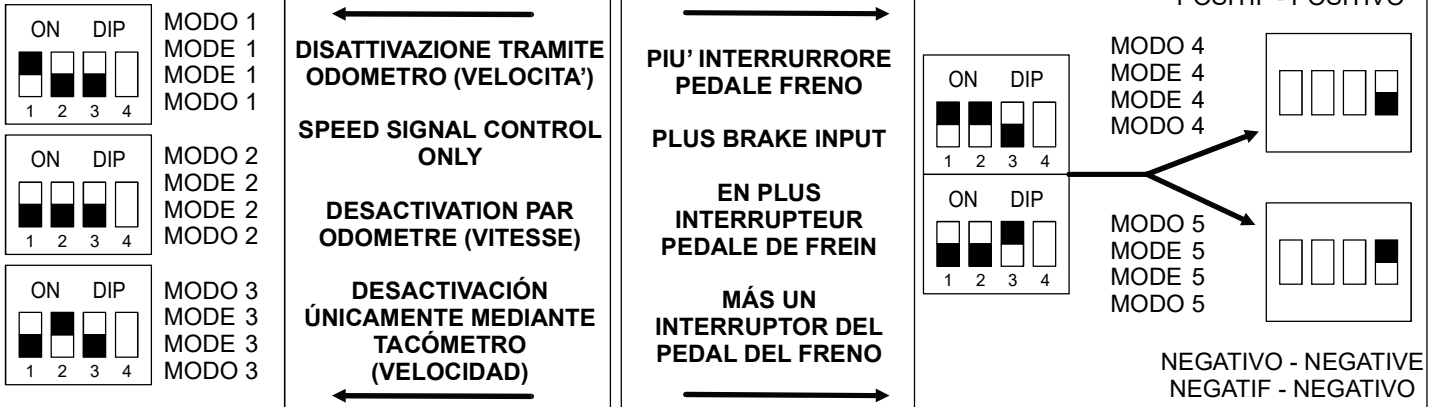 ON DIP
1 2 3 4
MODO 1
MODE 1
MODE 1
MODO 1
ON DIP
1 2 3 4
MODO 2
MODE 2
MODE 2
MODO 2
ON DIP
1 2 3 4
MODO 3
MODE 3
MODE 3
MODO 3
DISATTIVAZIONE TRAMITE
ODOMETRO (VELOCITA’)
SPEED SIGNAL CONTROL
ONLY
DESACTIVATION PAR
ODOMETRE (VITESSE)
DESACTIVACIÓN
ÚNICAMENTE MEDIANTE
TACÓMETRO
(VELOCIDAD)
PIU’ INTERRURRORE
PEDALE FRENO
PLUS BRAKE INPUT
EN PLUS
INTERRUPTEUR
PEDALE DE FREIN
MÁS UN
INTERRUPTOR DEL
PEDAL DEL FRENO
ON DIP
1 2 3 4
ON DIP
1 2 3 4
MODO 4
MODE 4
MODE 4
MODO 4
MODO 5
MODE 5
MODE 5
MODO 5
POSITIF - POSITIVO
NEGATIVO - NEGATIVE
NEGATIF - NEGATIVO